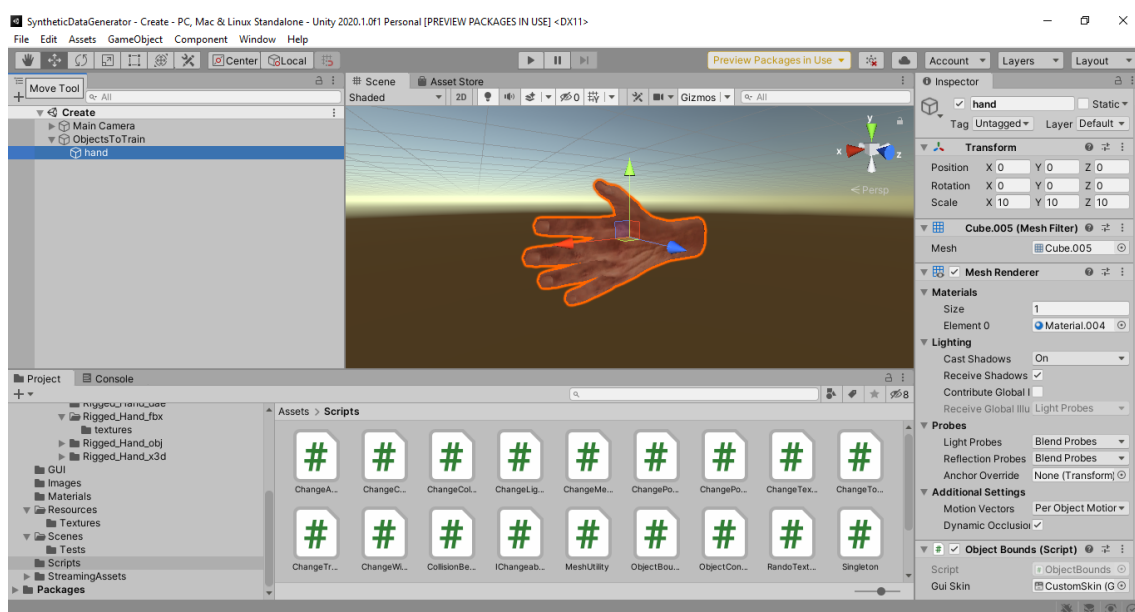 SyntheticDataGenerator - Create - PC, Mac & Linux Standalone - Unity 2020.1.0f1 Personal [PREVIEW PACKAGES IN USE] <DX11>
File Edit Assets GameObject Component Window Help
Center Local Preview Packages in Use Account Layers Layout
Move Tool
All
Create
Main Camera
ObjectsToTrain
hand
Scene Asset Store
Shaded 2D 0 Gizmos All
y
x z
Persp
Inspector
hand Static
Tag Untagged Layer Default
Transform
Position X 0 Y 0 Z 0
Rotation X 0 Y 0 Z 0
Scale X 10 Y 10 Z 10
Cube.005 (Mesh Filter)
Mesh Cube.005
Mesh Renderer
Materials
Size 1
Element 0 Material.004
Lighting
Cast Shadows On
Receive Shadows
Contribute Global I
Receive Global Illu Light Probes
Probes
Light Probes Blend Probes
Reflection Probes Blend Probes
Anchor Override None (Transform)
Additional Settings
Motion Vectors Per Object Motior
Dynamic Occlusion
Object Bounds (Script)
Script ObjectBounds
Gui Skin CustomSkin (G
Project Console
8
Rigged_Hand_fbx
textures
Rigged_Hand_obj
Rigged_Hand_x3d
GUI
Images
Materials
Resources
Textures
Scenes
Tests
Scripts
StreamingAssets
Packages
Assets > Scripts
ChangeA... ChangeC... ChangeCol... ChangeLig... ChangeMe... ChangePo... ChangePo... ChangeTex... ChangeTo...
ChangeTr... ChangeWi... CollisionBe... IChangeab... MeshUtility ObjectBou... ObjectCon... RandoText... Singleton